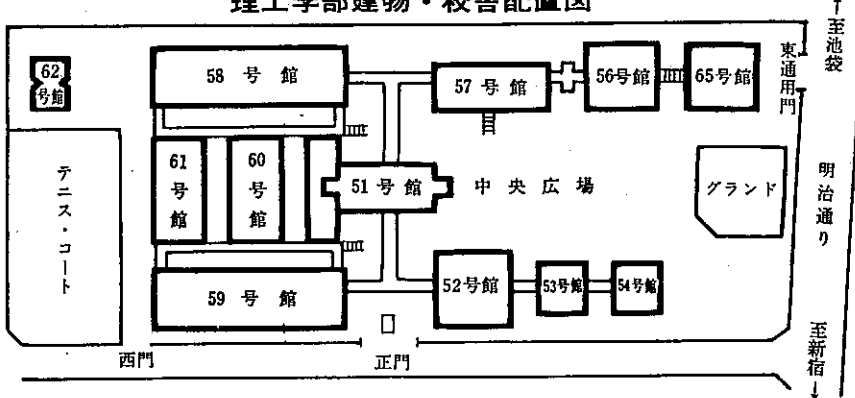 理工学部建物・校舎配置図
↑至池袋
62号館
58号館
57号館
56号館
65号館
東通用門
テニス・コート
61号館
60号館
51号館
中央広場
グランド
明治通り
59号館
52号館
53号館
54号館
西門
正門
至新宿↓